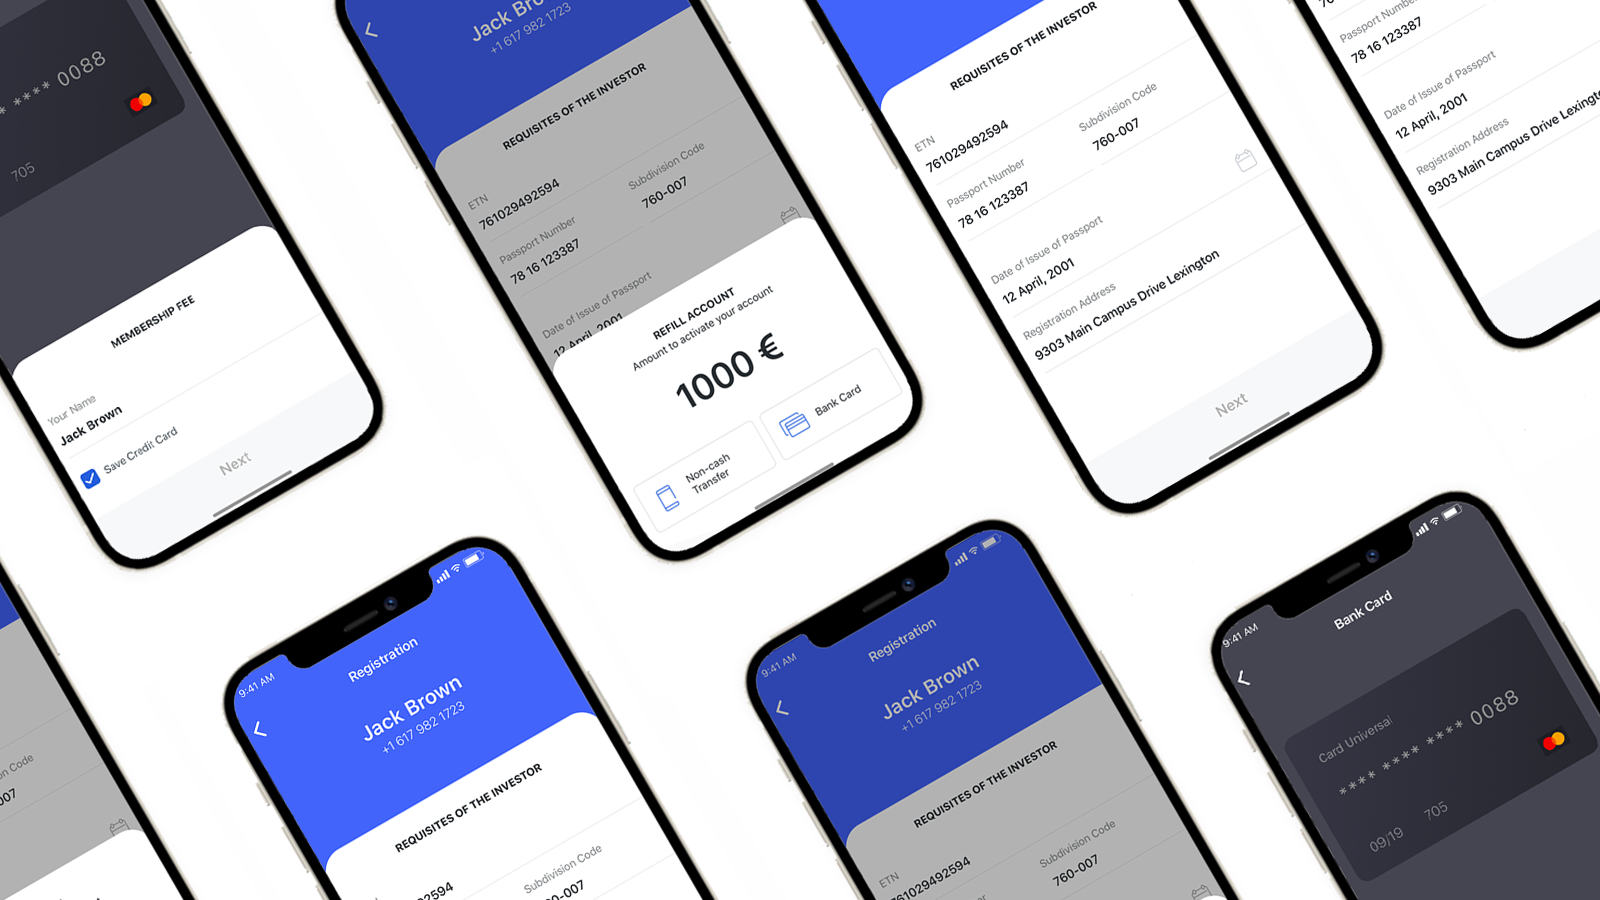 **** 0088
705
MEMBERSHIP FEE
Your Name
Jack Brown
Save Credit Card
Next
Jack Brown
+1 617 982 1723
REQUISITES OF THE INVESTOR
ETN
761029492594
Passport Number
78 16 123387
Subdivision Code
760-007
Date of Issue of Passport
12 April, 2001
REFILL ACCOUNT
Amount to activate your account
1000 €
Non-cash
Transfer
Bank Card
REQUISITES OF THE INVESTOR
ETN
761029492594
Passport Number
78 16 123387
Subdivision Code
760-007
Date of Issue of Passport
12 April, 2001
Registration Address
9303 Main Campus Drive Lexington
Next
Passport Number
78 16 123387
Date of Issue of Passport
12 April, 2001
Registration Address
9303 Main Campus Drive Lexington
Code
07
9:41 AM
Registration
Jack Brown
+1 617 982 1723
REQUISITES OF THE INVESTOR
2594
Subdivision Code
0-007
9:41 AM
Registration
Jack Brown
+1 617 982 1723
REQUISITES OF THE INVESTOR
ETN
761029492594
Subdivision Code
760-007
9:41 AM
Bank Card
Card Universal
**** **** **** 0088
09/19
705